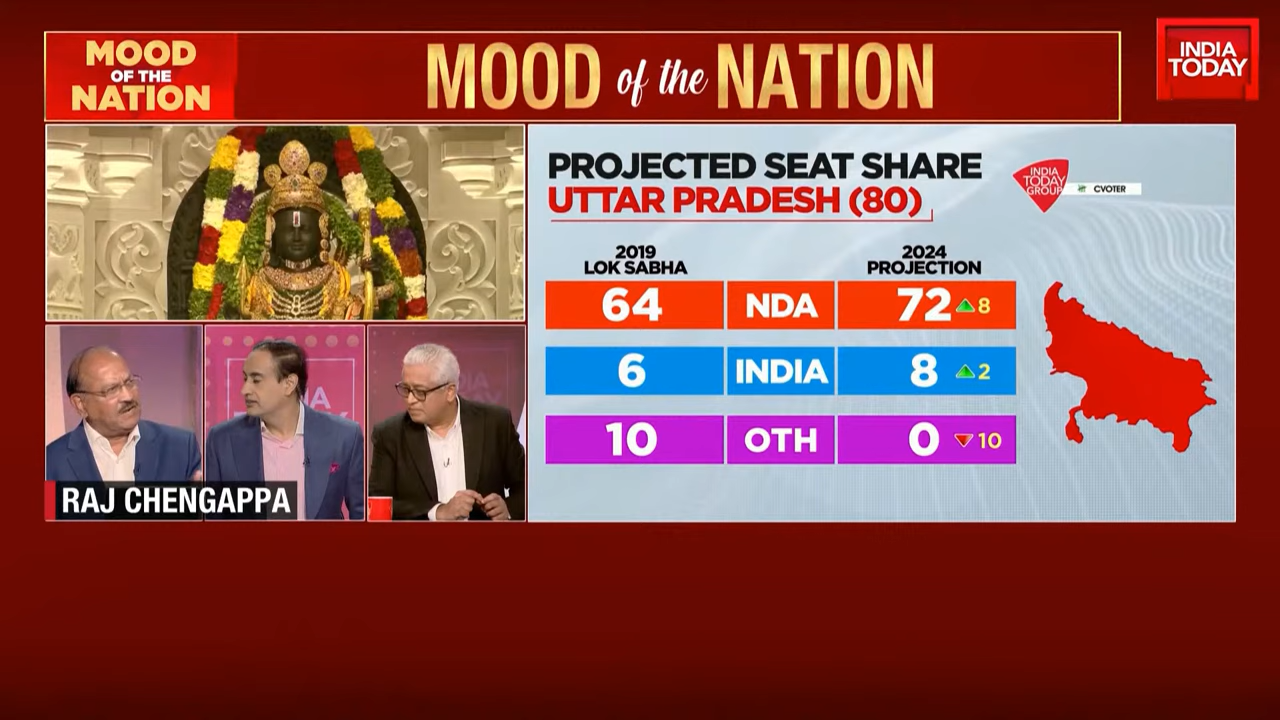 MOOD
OF THE
NATION
MOOD of the NATION
INDIA
TODAY
PROJECTED SEAT SHARE
UTTAR PRADESH (80)
INDIA
TODAY
GROUP
CVOTER
2019
LOK SABHA
2024
PROJECTION
64 NDA 72 8
6 INDIA 8 2
10 OTH 0 10
RAJ CHENGAPPA